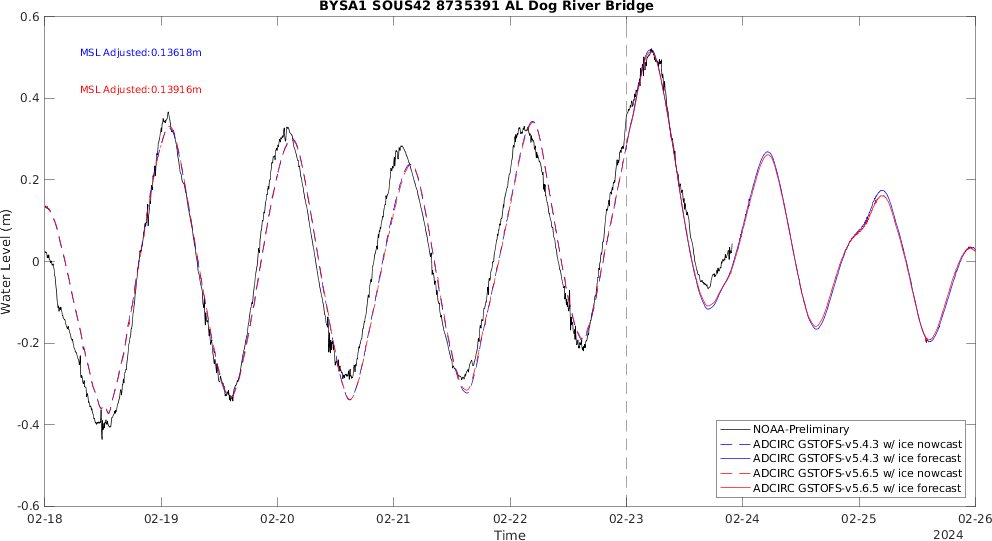 BYSA1 SOUS42 8735391 AL Dog River Bridge
MSL Adjusted:0.13618m
MSL Adjusted:0.13916m
Water Level (m)
0.6
0.4
0.2
0
-0.2
-0.4
-0.6
NOAA-Preliminary
ADCIRC GSTOFS-v5.4.3 w/ ice nowcast
ADCIRC GSTOFS-v5.4.3 w/ ice forecast
ADCIRC GSTOFS-v5.6.5 w/ ice nowcast
ADCIRC GSTOFS-v5.6.5 w/ ice forecast
02-18 02-19 02-20 02-21 02-22 02-23 02-24 02-25 02-26
Time
2024